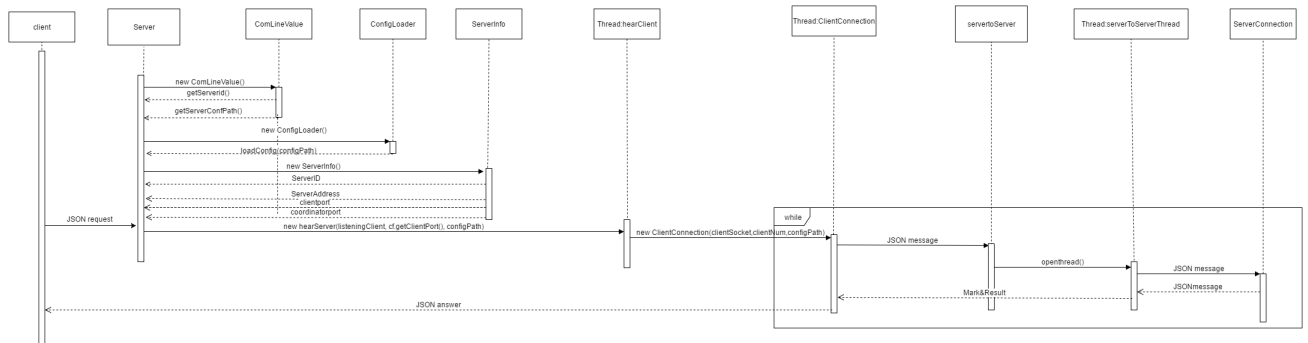 client
Server
ComLineValue
ConfigLoader
ServerInfo
Thread:hearClient
Thread:ClientConnection
servertoServer
Thread:serverToServerThread
ServerConnection
new ComLineValue()
getServerid()
getServerConfPath()
new ConfigLoader()
loadConfig(configPath)
new ServerInfo()
ServerID
ServerAddress
clientport
coordinatorport
JSON request
while
new hearServer(listeningClient, cf.getClientPort(), configPath)
new ClientConnection(clientSocket,clientNum,configPath)
JSON message
openthread()
JSON message
JSONmessage
Mark&Result
JSON answer